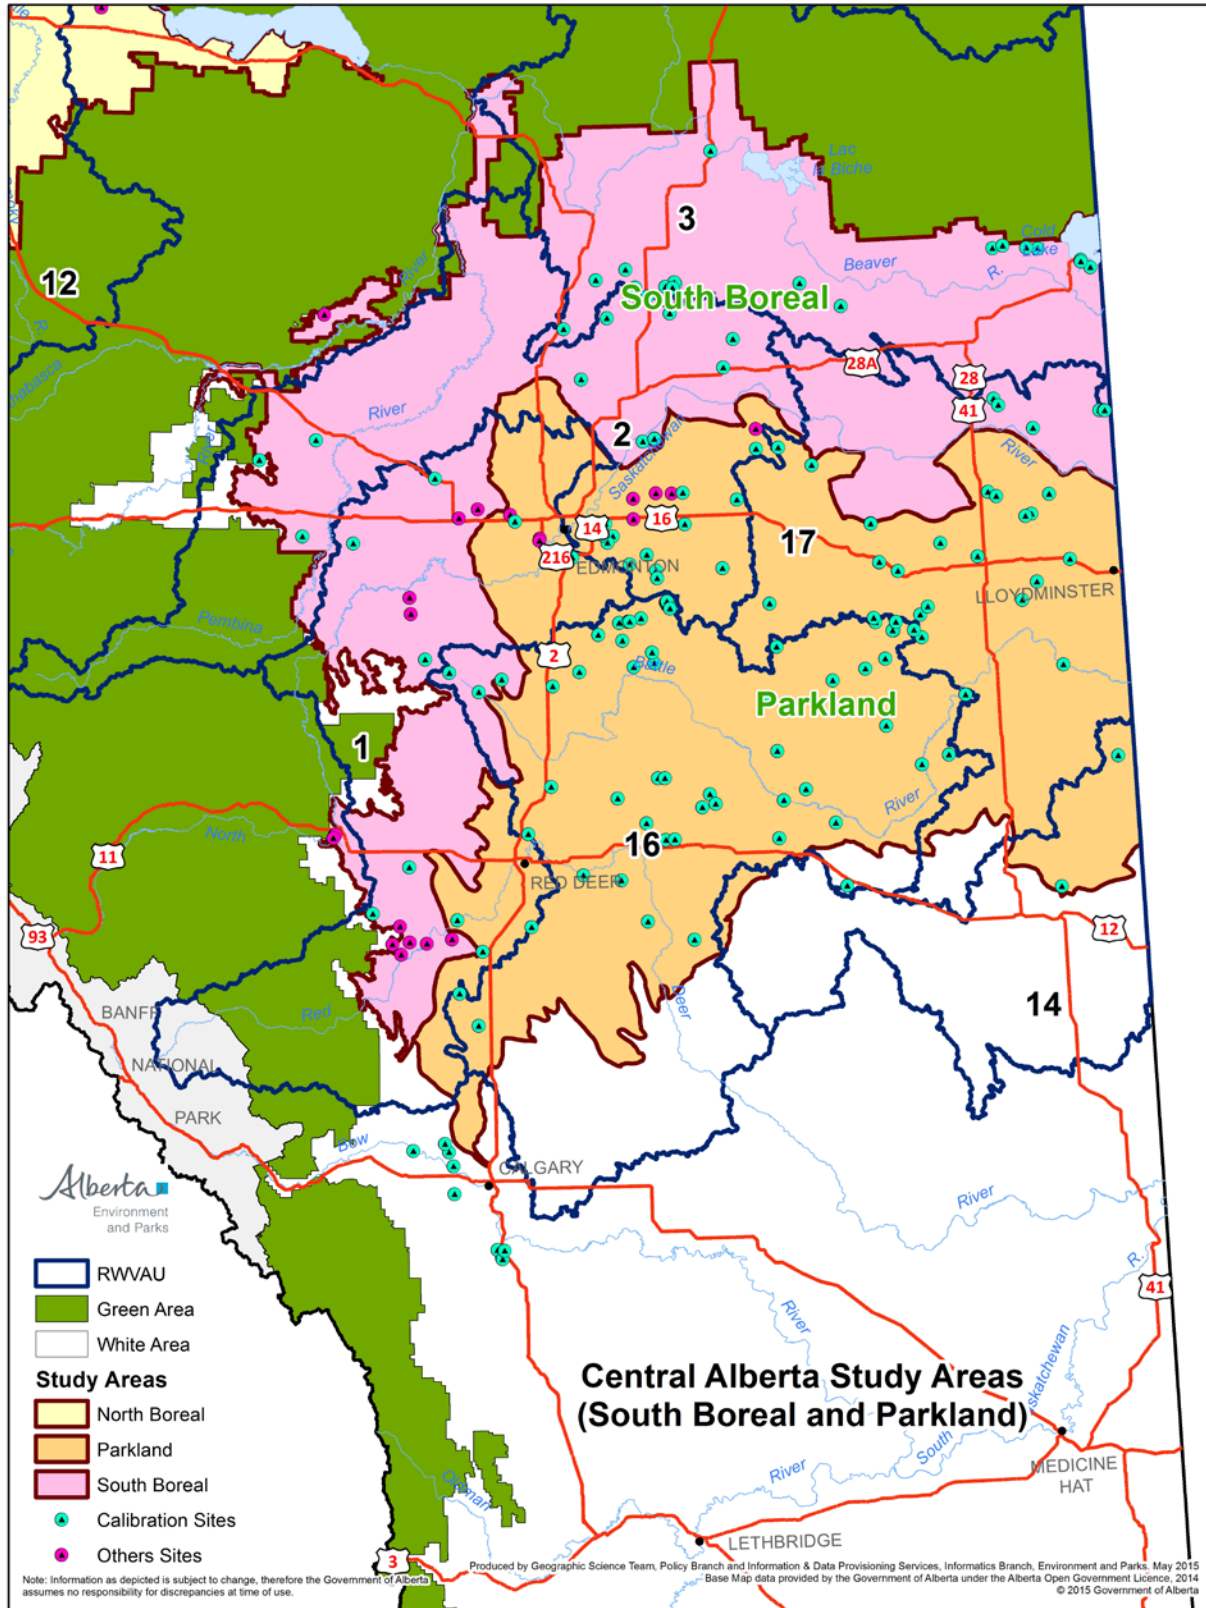 Lac
la Biche
3
Cold
Lake
Beaver
R.
12
River
South Boreal
R.
28A
28
41
River
2
Saskatchewan
River
River
14
16
17
216
EDMONTON
LLOYDMINSTER
Pembina
2
Battle
Parkland
1
River
North
16
11
RED DEER
93
12
BANFF
NATIONAL
PARK
Red
Deer
14
Bow
CALGARY
River
Alberta
Environment
and Parks
R.
41
RWVAU
Green Area
White Area
River
Study Areas
North Boreal
Parkland
South Boreal
Calibration Sites
Others Sites
Central Alberta Study Areas
(South Boreal and Parkland)
South
River
MEDICINE
HAT
Oldman
LETHBRIDGE
3
Note: Information as depicted is subject to change, therefore the Government of Alberta
assumes no responsibility for discrepancies at time of use.
Produced by Geographic Science Team, Policy Branch and Information & Data Provisioning Services, Informatics Branch, Environment and Parks, May 2015
Base Map data provided by the Government of Alberta under the Alberta Open Government Licence, 2014
© 2015 Government of Alberta